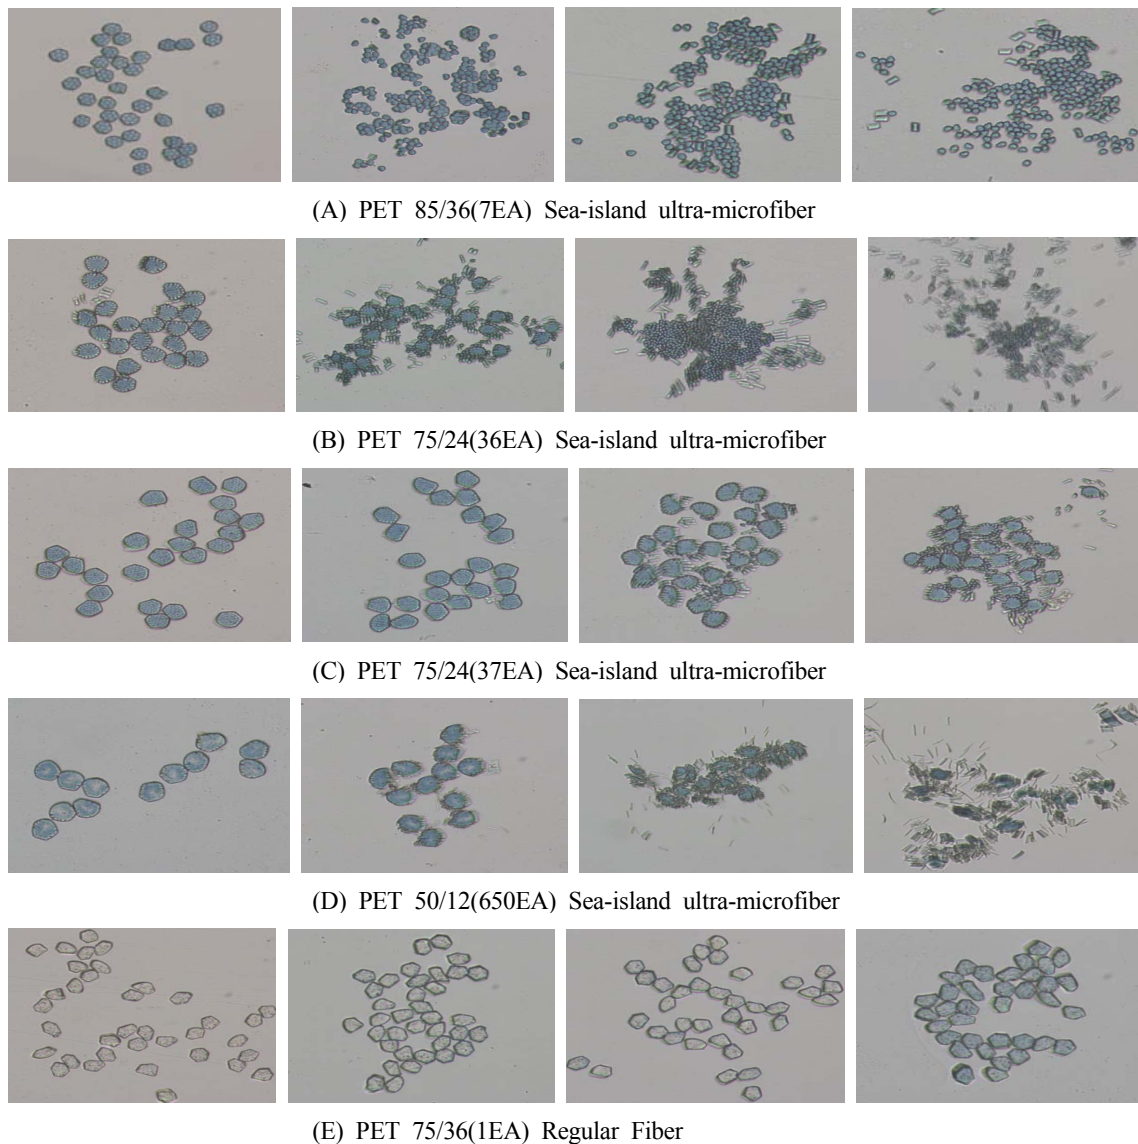 (A) PET 85/36(7EA) Sea-island ultra-microfiber
(B) PET 75/24(36EA) Sea-island ultra-microfiber
(C) PET 75/24(37EA) Sea-island ultra-microfiber
(D) PET 50/12(650EA) Sea-island ultra-microfiber
(E) PET 75/36(1EA) Regular Fiber